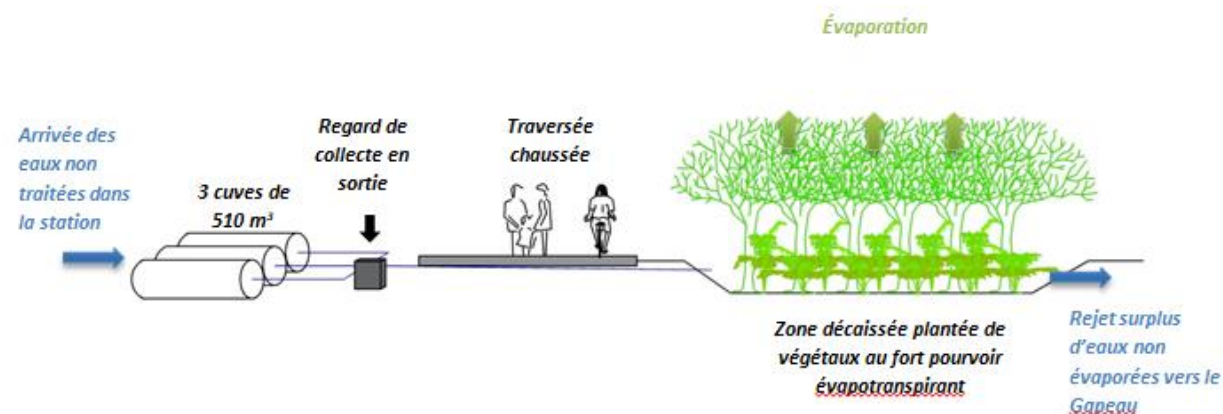 Évaporation
Arrivée des
eaux non
traitées dans
la station
3 cuves de
510 m³
Regard de
collecte en
sortie
Traversée
chaussée
Zone décaissée plantée de
végétaux au fort pourvoir
évapotranspirant
Rejet surplus
d'eaux non
évaporées vers le
Gapeau